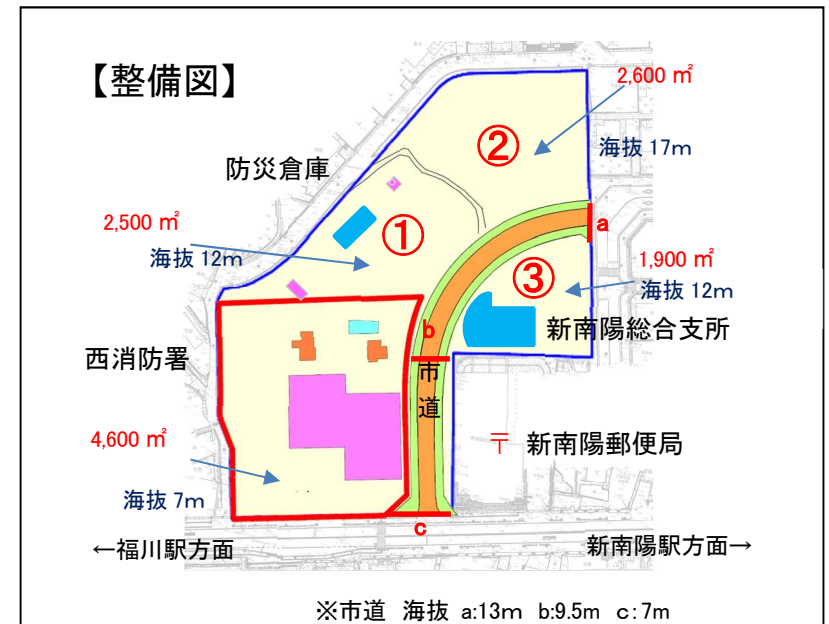 【整備図】
2,600 ㎡
②
海抜 17m
防災倉庫
2,500 ㎡
①
海抜 12m
a
1,900 ㎡
③
海抜 12m
b
新南陽総合支所
西消防署
市
道
4,600 ㎡
〒 新南陽郵便局
海抜 7m
c
←福川駅方面
新南陽駅方面→
※市道 海抜 a:13m b:9.5m c:7m